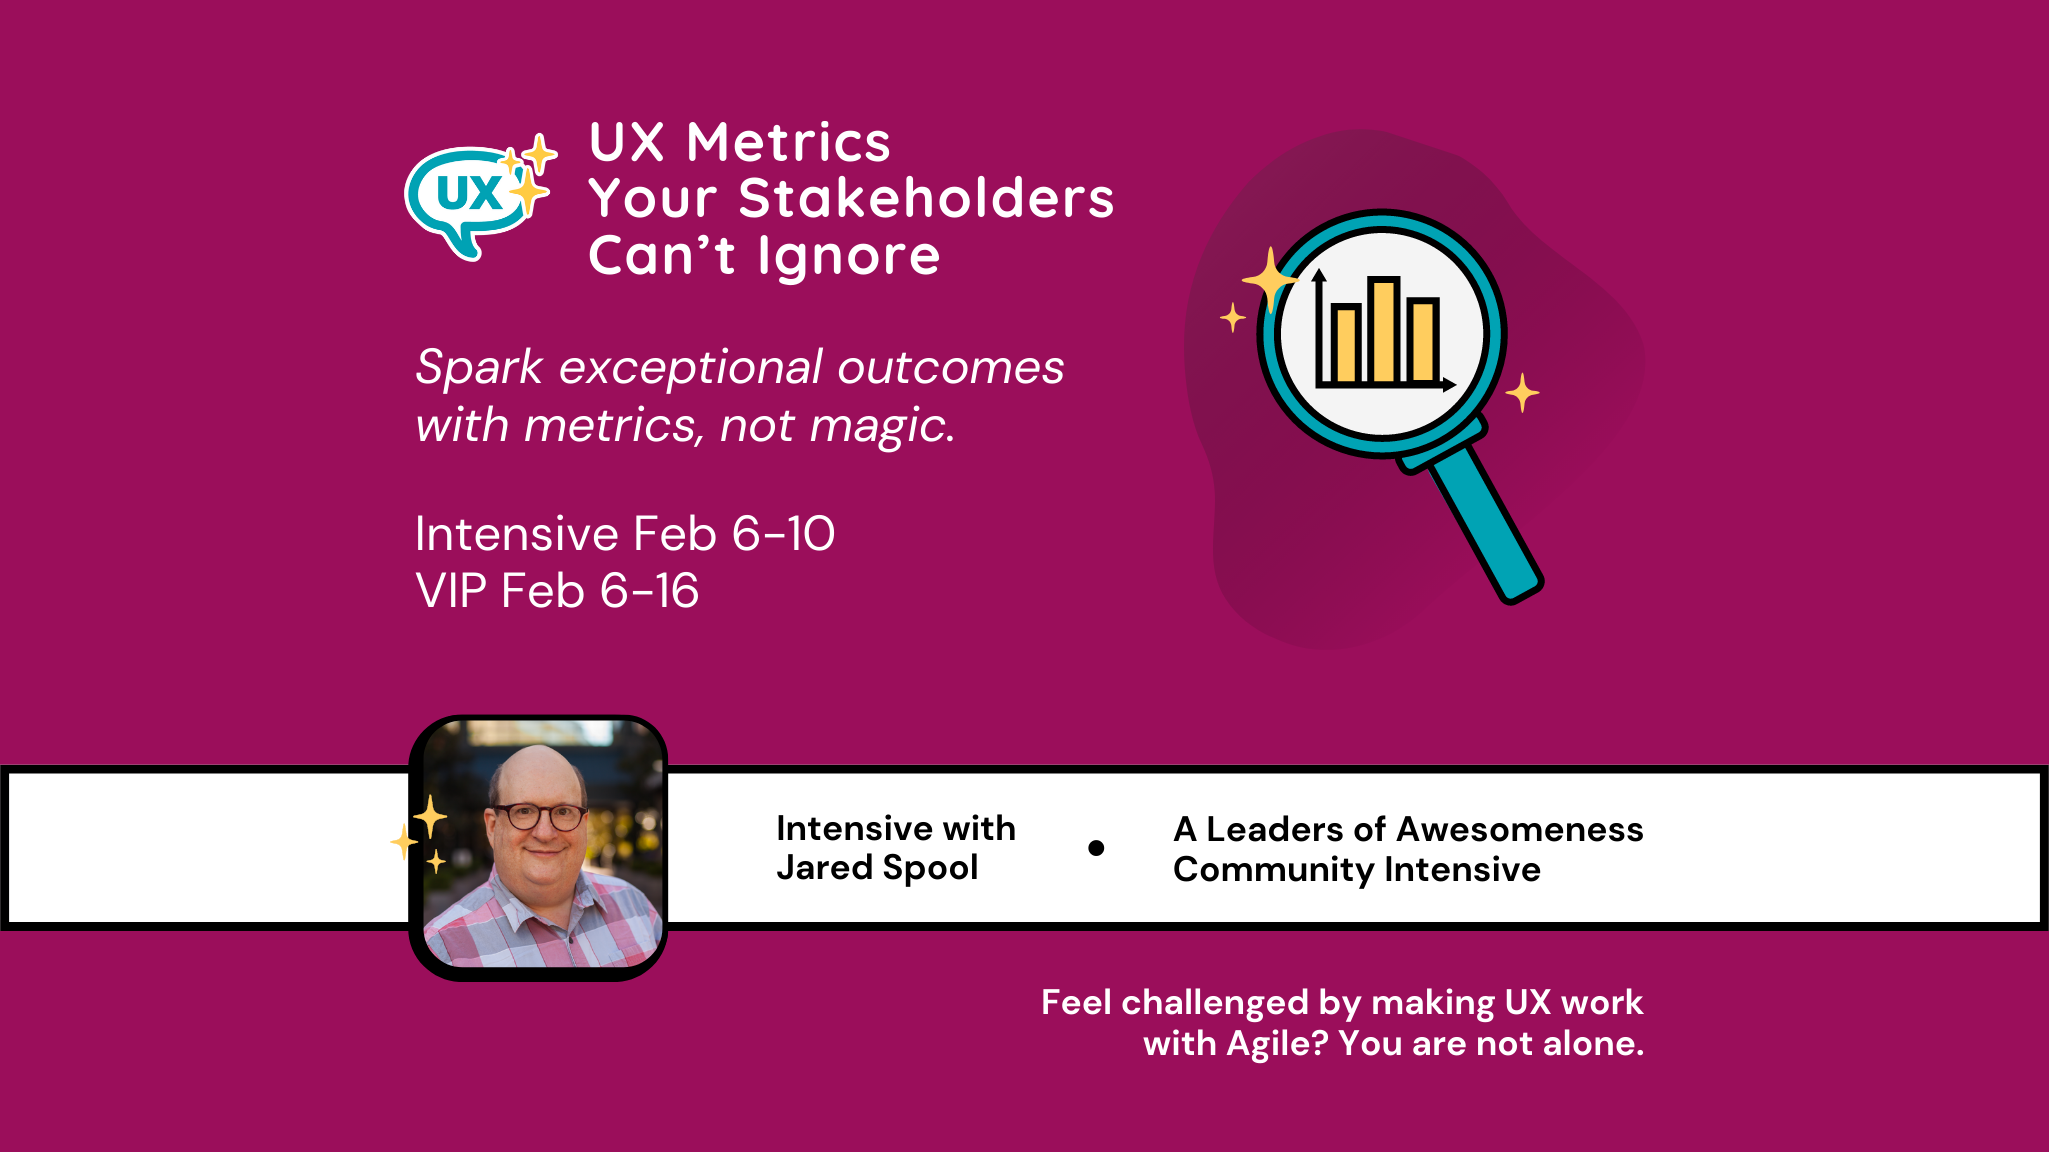 UX
UX Metrics
Your Stakeholders
Can’t Ignore
Spark exceptional outcomes
with metrics, not magic.
Intensive Feb 6-10
VIP Feb 6-16
Intensive with
Jared Spool
A Leaders of Awesomeness
Community Intensive
Feel challenged by making UX work
with Agile? You are not alone.